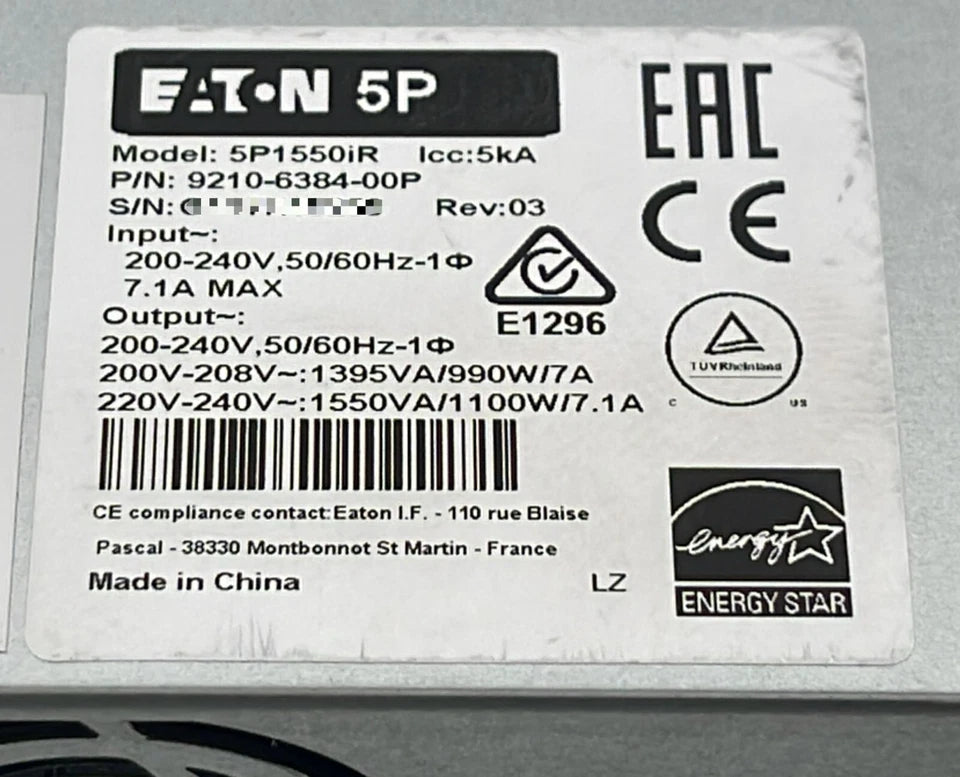 EATON 5P
EAC
Model: 5P1550iR Icc:5kA
P/N: 9210-6384-00P
S/N: Rev:03
CE
Input~:
200-240V,50/60Hz-1Φ
7.1A MAX
E1296
Output~:
200-240V,50/60Hz-1Φ
200V-208V~:1395VA/990W/7A
220V-240V~:1550VA/1100W/7.1A
TÜVRheinland
C US
CE compliance contact:Eaton I.F. - 110 rue Blaise
Pascal - 38330 Montbonnot St Martin - France
energy
Made in China LZ
ENERGY STAR